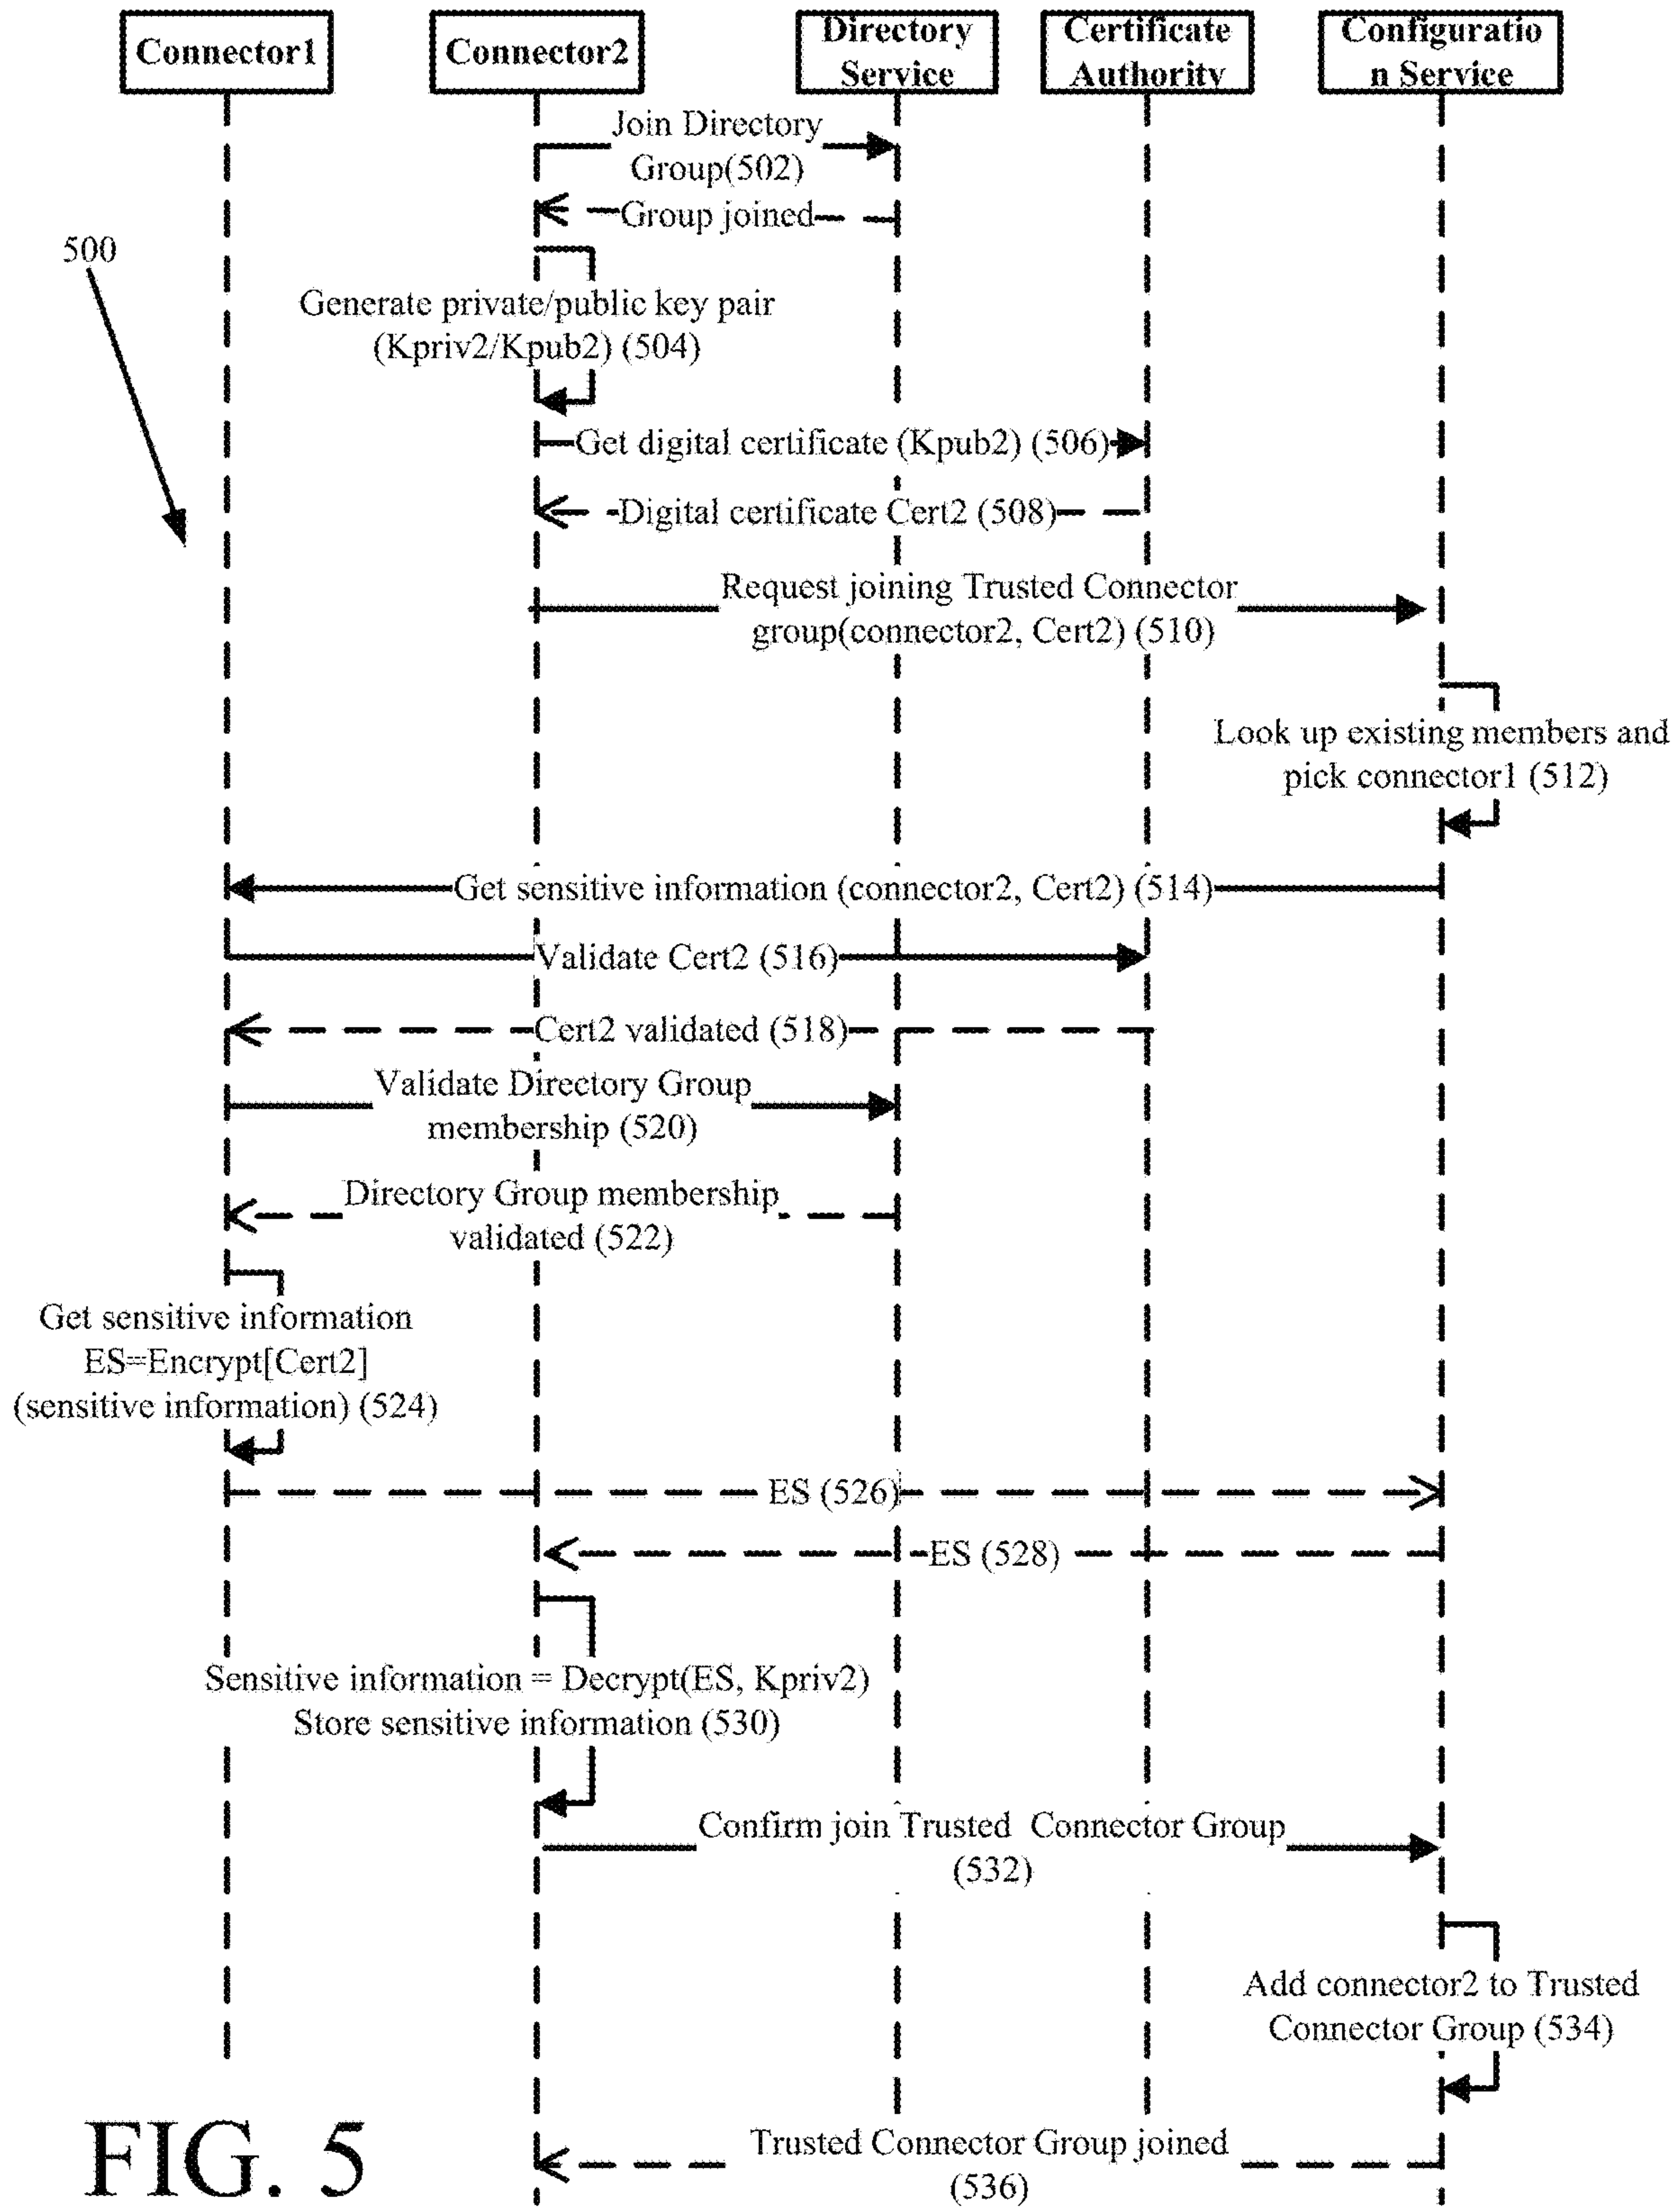 Connector1
Connector2
Directory
Service
Certificate
Authority
Configuratio
n Service
Join Directory
Group(502)
Group joined
500
Generate private/public key pair
(Kpriv2/Kpub2) (504)
Get digital certificate (Kpub2) (506)
Digital certificate Cert2 (508)
Request joining Trusted Connector
group(connector2, Cert2) (510)
Look up existing members and
pick connector1 (512)
Get sensitive information (connector2, Cert2) (514)
Validate Cert2 (516)
Cert2 validated (518)
Validate Directory Group
membership (520)
Directory Group membership
validated (522)
Get sensitive information
ES=Encrypt[Cert2]
(sensitive information) (524)
ES (526)
ES (528)
Sensitive information = Decrypt(ES, Kpriv2)
Store sensitive information (530)
Confirm join Trusted Connector Group
(532)
Add connector2 to Trusted
Connector Group (534)
Trusted Connector Group joined
(536)
FIG. 5